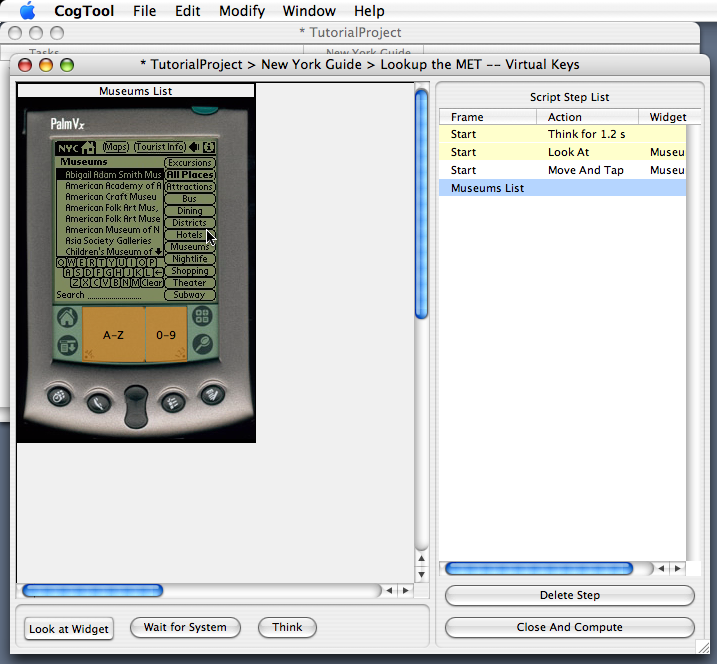 CogTool File Edit Modify Window Help
* TutorialProject
* TutorialProject > New York Guide > Lookup the MET -- Virtual Keys
Museums List
PalmVx
NYC Maps Tourist Info i
Museums
Excursions
Abigail Adam Smith Mus
All Places
American Academy of A
Attractions
American Craft Museu
Bus
American Folk Art Mus,
Dining
American Folk Art Muse
Districts
American Museum of N
Hotels
Asia Society Galleries
Museums
Children's Museum of
Nightlife
QWERTYUIOP
Shopping
ASDFGHJKL←
Theater
ZXCVBNM Clear
Search
Subway
A-Z 0-9
Script Step List
Frame Action Widget
Start Think for 1.2 s
Start Look At Museu
Start Move And Tap Museu
Museums List
Delete Step
Close And Compute
Look at Widget Wait for System Think